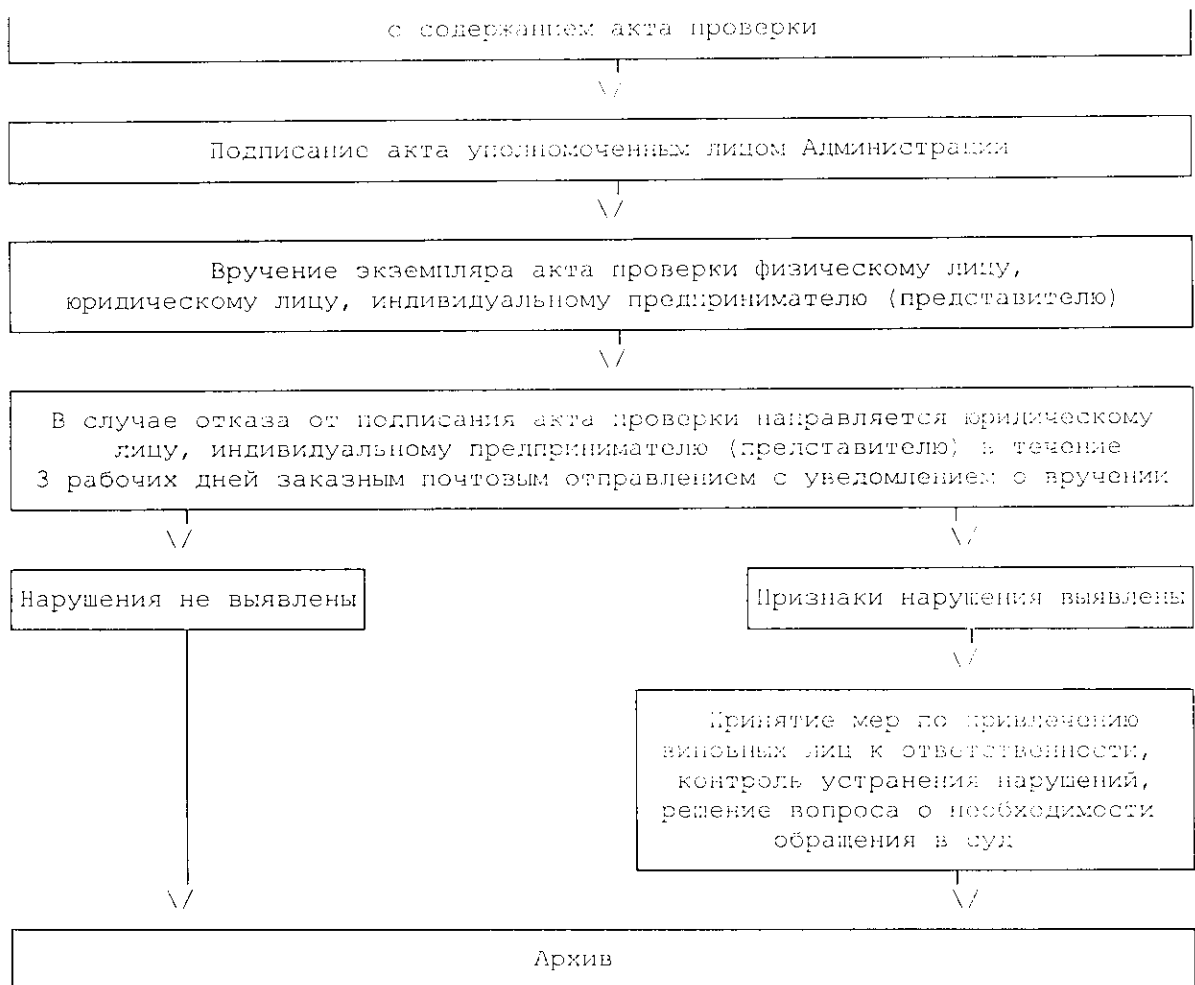 с содержанием акта проверки
Подписание акта уполномоченным лицом Администрации
Вручение экземпляра акта проверки физическому лицу,
юридическому лицу, индивидуальному предпринимателю (представителю)
В случае отказа от подписания акта проверки направляется юридическому
лицу, индивидуальному предпринимателю (представителю) в течение
3 рабочих дней заказным почтовым отправлением с уведомлением о вручении
Нарушения не выявлены
Признаки нарушения выявлены
Принятие мер по привлечению
виновных лиц к ответственности,
контроль устранения нарушений,
решение вопроса о необходимости
обращения в суд
Архив